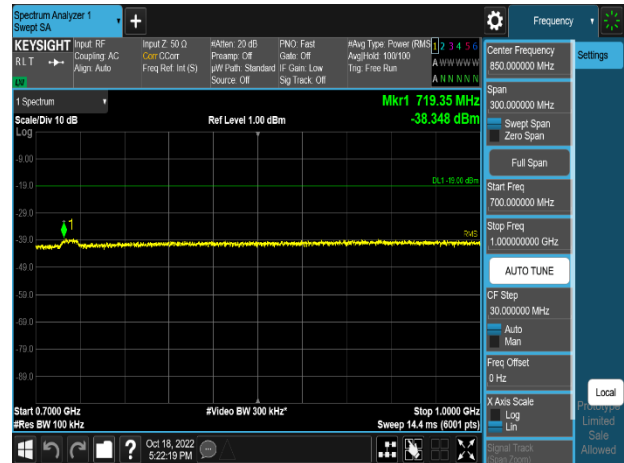 Spectrum Analyzer 1
Swept SA
Frequency
KEYSIGHT
RLT
Input: RF
Coupling: AC
Align: Auto
Input Z: 50 Ω
Corr CCorr
Freq Ref: Int (S)
#Atten: 20 dB
Preamp: Off
µW Path: Standard
Source: Off
PNO: Fast
Gate: Off
IF Gain: Low
Sig Track: Off
#Avg Type: Power (RMS
Avg|Hold: 100/100
Trig: Free Run
1 2 3 4 5 6
A W W W W W
A N N N N N
LW
1 Spectrum
Scale/Div 10 dB
Log
Ref Level 1.00 dBm
Mkr1 719.35 MHz
-38.348 dBm
-9.00
-19.0
-29.0
-39.0
-49.0
-59.0
-69.0
-79.0
-89.0
DL1 -19.00 dBm
1
RMS
Start 0.7000 GHz
#Res BW 100 kHz
#Video BW 300 kHz*
Stop 1.0000 GHz
Sweep 14.4 ms (6001 pts)
?
Oct 18, 2022
5:22:19 PM
Center Frequency
850.000000 MHz
Settings
Span
300.000000 MHz
Swept Span
Zero Span
Full Span
Start Freq
700.000000 MHz
Stop Freq
1.000000000 GHz
AUTO TUNE
CF Step
30.000000 MHz
Auto
Man
Freq Offset
0 Hz
X Axis Scale
Log
Lin
Signal Track
(Span Zoom)
Local
Prototype
Limited
Sale
Allowed